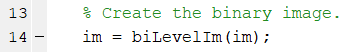 13 % Create the binary image.
14 – im = biLevelIm(im);